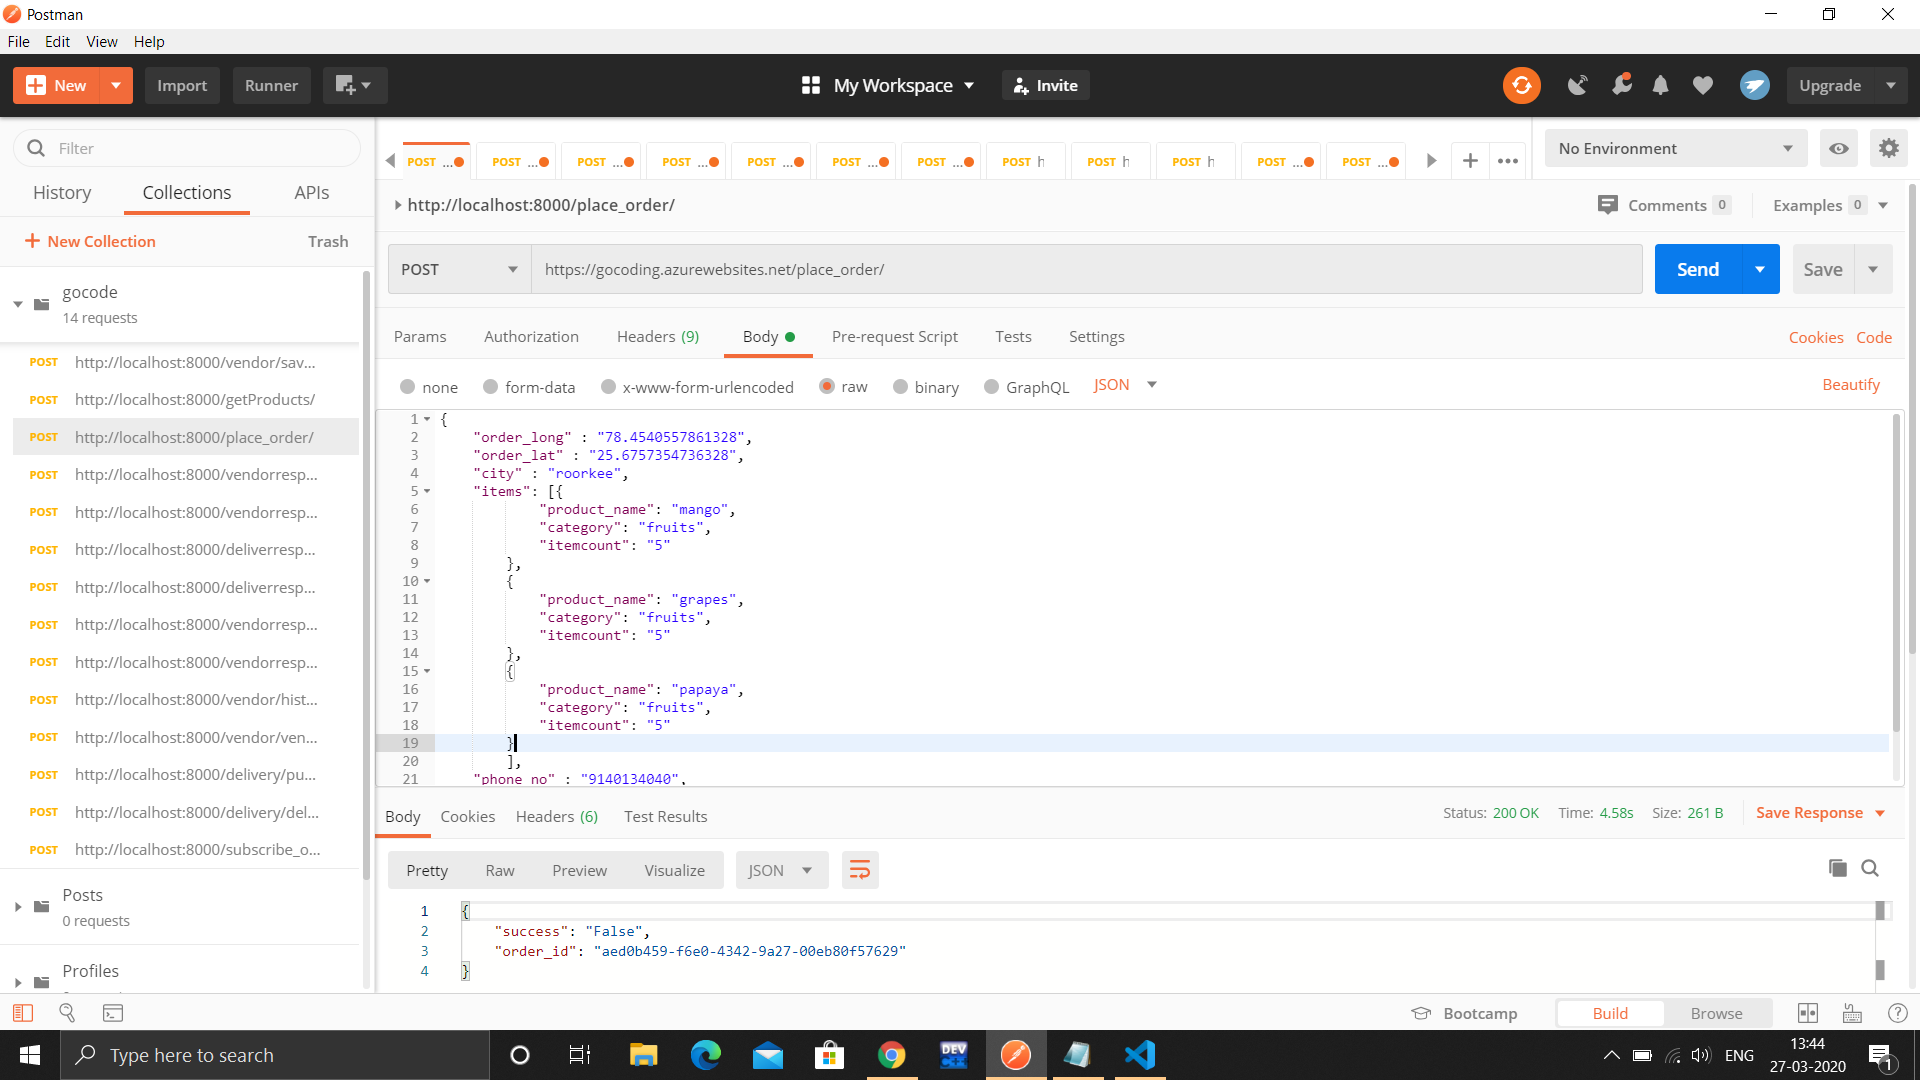 Postman
File Edit View Help
New Import Runner My Workspace Invite Upgrade
Filter
History Collections APIs
New Collection Trash
gocode
14 requests
POST http://localhost:8000/vendor/sav...
POST http://localhost:8000/getProducts/
POST http://localhost:8000/place_order/
POST http://localhost:8000/vendorresp...
POST http://localhost:8000/vendorresp...
POST http://localhost:8000/deliverresp...
POST http://localhost:8000/deliverresp...
POST http://localhost:8000/vendorresp...
POST http://localhost:8000/vendorresp...
POST http://localhost:8000/vendor/hist...
POST http://localhost:8000/vendor/ven...
POST http://localhost:8000/delivery/pu...
POST http://localhost:8000/delivery/del...
POST http://localhost:8000/subscribe_o...
Posts
0 requests
Profiles
POST ... POST ... POST ... POST ... POST ... POST ... POST ... POST h POST h POST h POST ... POST ...
No Environment
http://localhost:8000/place_order/
Comments 0 Examples 0
POST https://gocoding.azurewebsites.net/place_order/ Send Save
Params Authorization Headers (9) Body Pre-request Script Tests Settings Cookies Code
none form-data x-www-form-urlencoded raw binary GraphQL JSON Beautify
1 {
2 "order_long" : "78.4540557861328",
3 "order_lat" : "25.6757354736328",
4 "city" : "roorkee",
5 "items": [{
6 "product_name": "mango",
7 "category": "fruits",
8 "itemcount": "5"
9 },
10 {
11 "product_name": "grapes",
12 "category": "fruits",
13 "itemcount": "5"
14 },
15 {
16 "product_name": "papaya",
17 "category": "fruits",
18 "itemcount": "5"
19 }
20 ],
21 "phone_no" : "9140134040",
Body Cookies Headers (6) Test Results Status: 200 OK Time: 4.58s Size: 261 B Save Response
Pretty Raw Preview Visualize JSON
1 {
2 "success": "False",
3 "order_id": "aed0b459-f6e0-4342-9a27-00eb80f57629"
4 }
Bootcamp Build Browse
Type here to search
DEV C++
ENG
13:44
27-03-2020
1